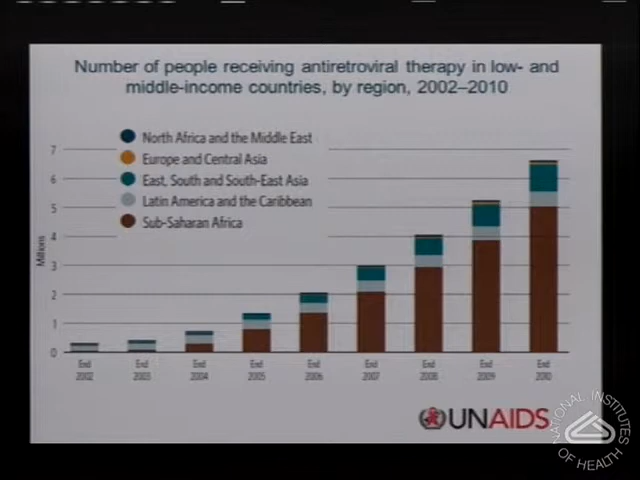 Number of people receiving antiretroviral therapy in low- and
middle-income countries, by region, 2002–2010
North Africa and the Middle East
Europe and Central Asia
East, South and South-East Asia
Latin America and the Caribbean
Sub-Saharan Africa
Millions
7
6
5
4
3
2
1
0
End 2002
End 2003
End 2004
End 2005
End 2006
End 2007
End 2008
End 2009
End 2010
UNAIDS
NATIONAL INSTITUTES
OF HEALTH